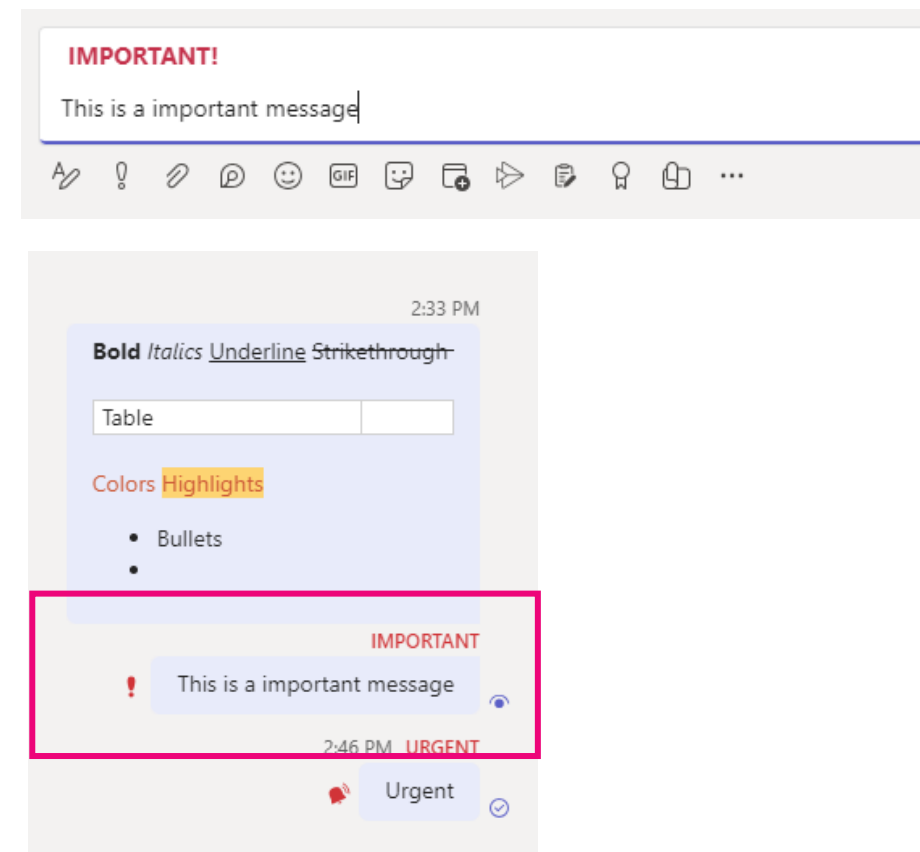 IMPORTANT!
This is a important message
GIF
2:33 PM
Bold Italics Underline Strikethrough
Table
Colors Highlights
Bullets
IMPORTANT
This is a important message
2:46 PM URGENT
Urgent